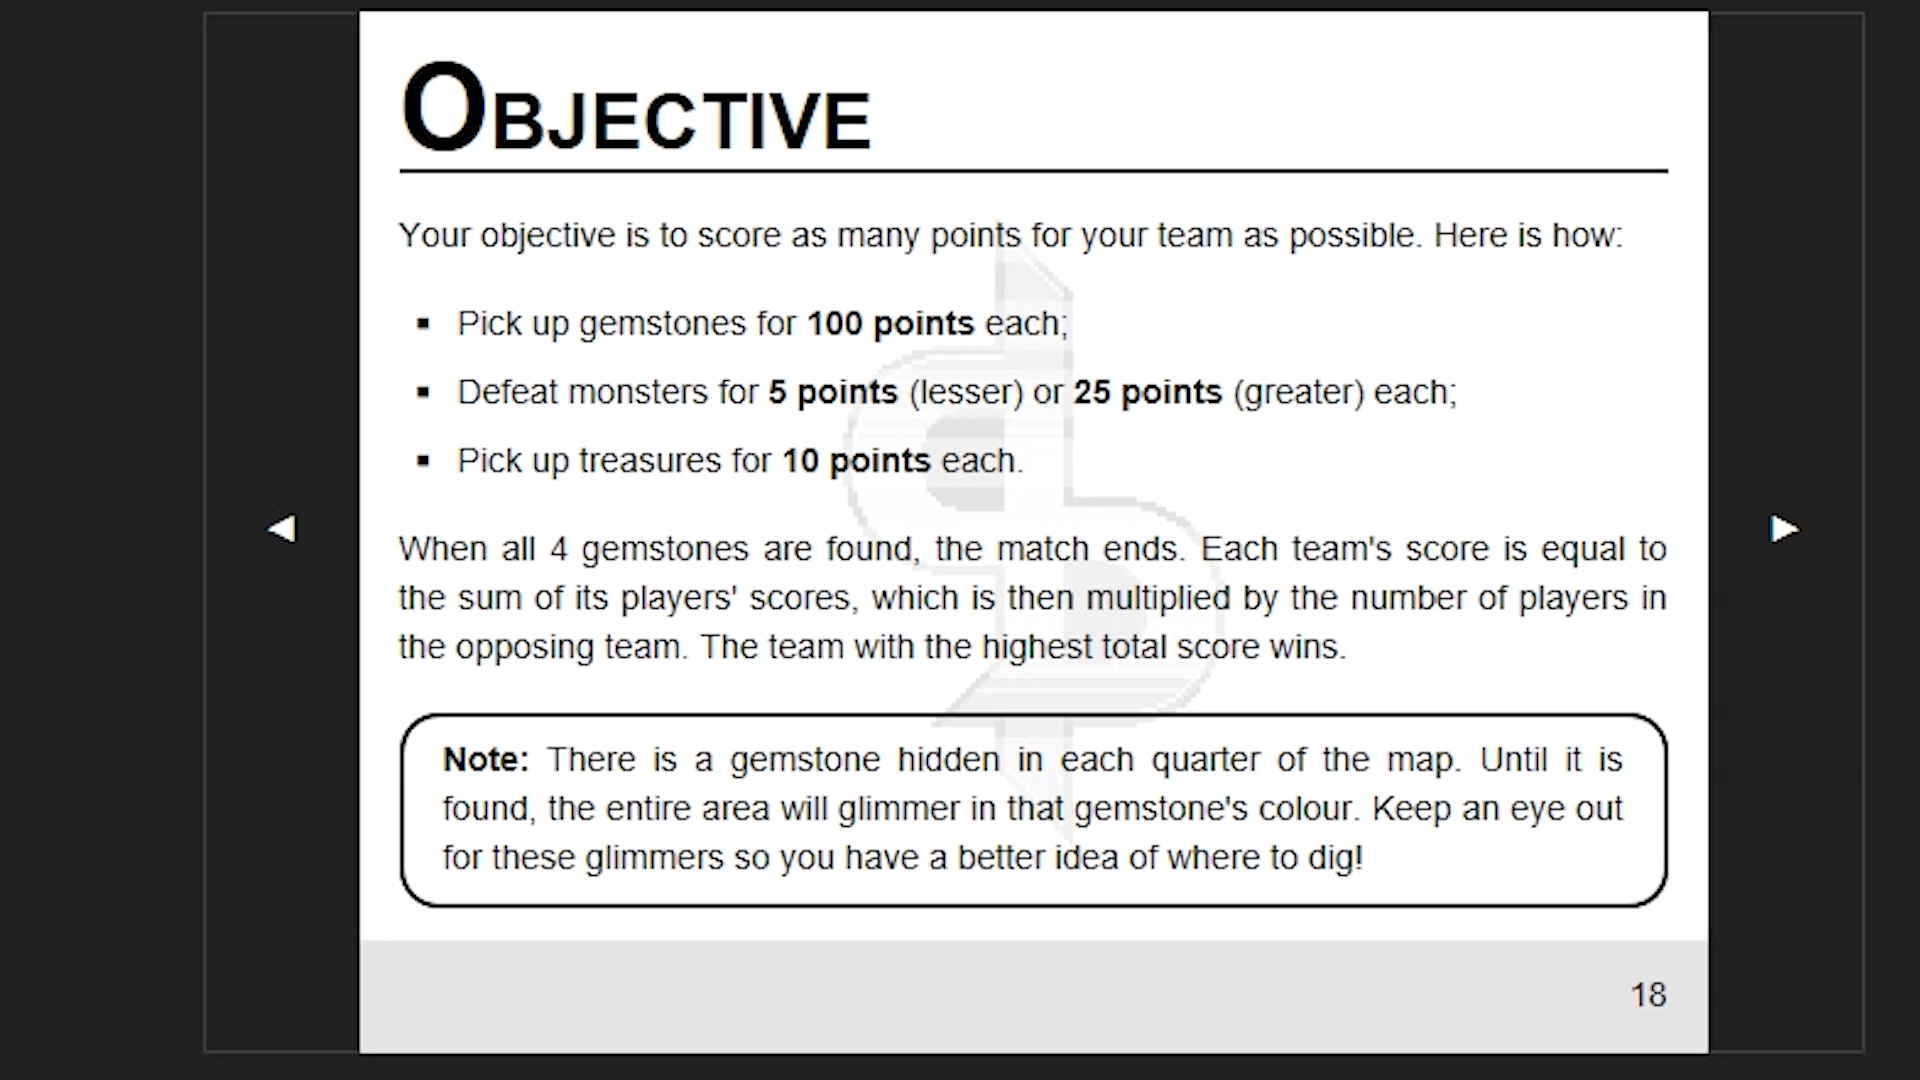 OBJECTIVE
Your objective is to score as many points for your team as possible. Here is how:
▪ Pick up gemstones for 100 points each;
▪ Defeat monsters for 5 points (lesser) or 25 points (greater) each;
▪ Pick up treasures for 10 points each.
When all 4 gemstones are found, the match ends. Each team's score is equal to
the sum of its players' scores, which is then multiplied by the number of players in
the opposing team. The team with the highest total score wins.
Note: There is a gemstone hidden in each quarter of the map. Until it is
found, the entire area will glimmer in that gemstone's colour. Keep an eye out
for these glimmers so you have a better idea of where to dig!
18